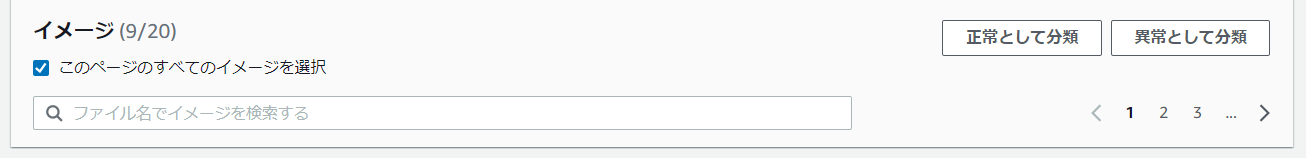 イメージ (9/20)
正常として分類
異常として分類
このページのすべてのイメージを選択
ファイル名でイメージを検索する
1 2 3 ...